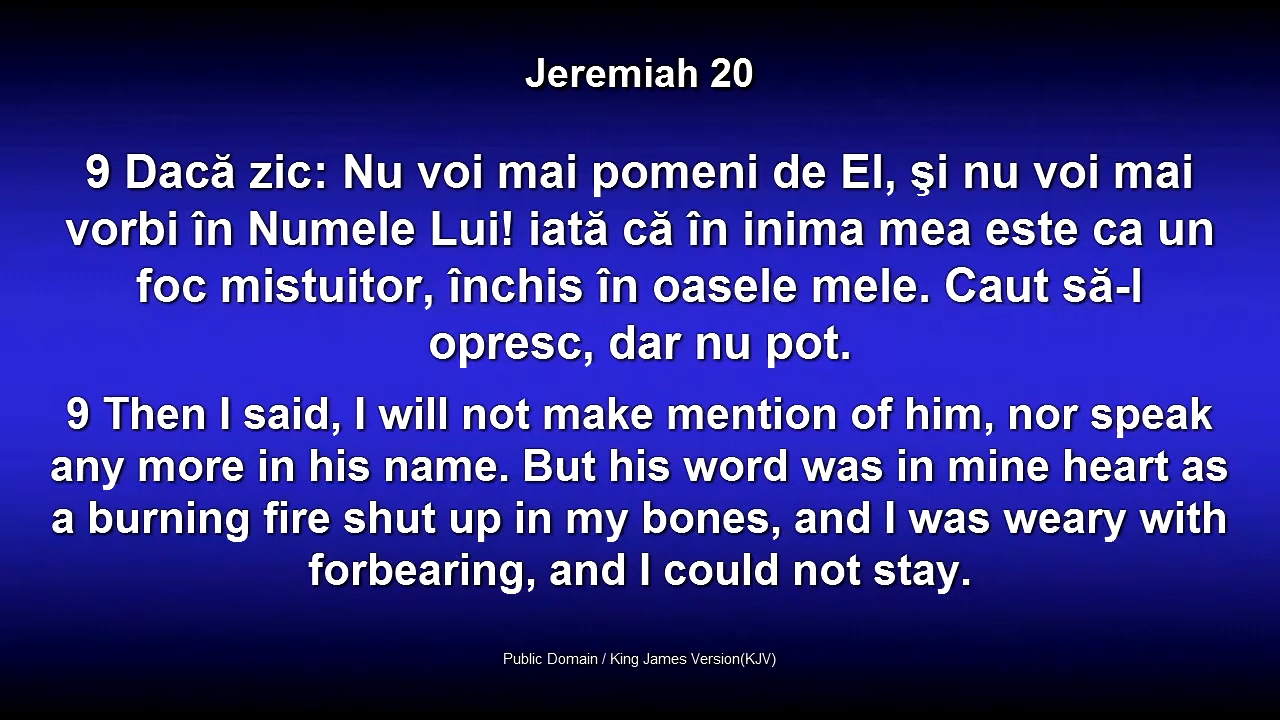 Jeremiah 20
9 Dacă zic: Nu voi mai pomeni de El, şi nu voi mai
vorbi în Numele Lui! iată că în inima mea este ca un
foc mistuitor, închis în oasele mele. Caut să-l
opresc, dar nu pot.
9 Then I said, I will not make mention of him, nor speak
any more in his name. But his word was in mine heart as
a burning fire shut up in my bones, and I was weary with
forbearing, and I could not stay.
Public Domain / King James Version(KJV)